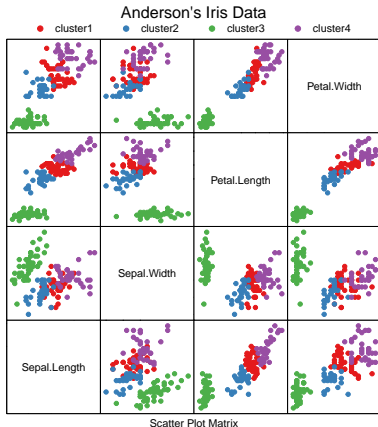 Anderson's Iris Data
cluster1 cluster2 cluster3 cluster4
Petal.Width
Petal.Length
Sepal.Width
Sepal.Length
Scatter Plot Matrix